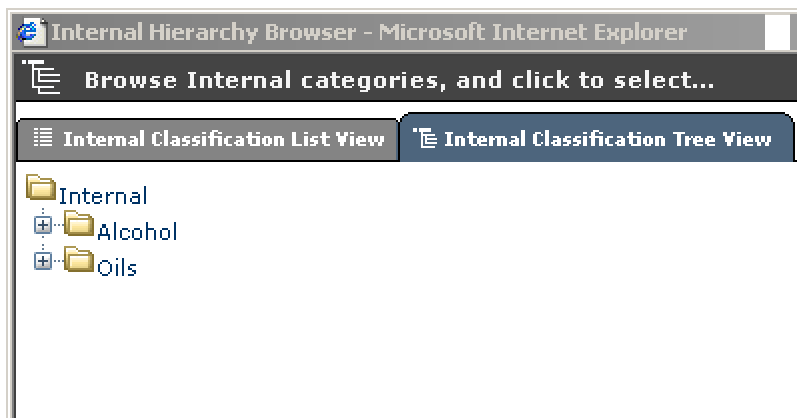 Internal Hierarchy Browser - Microsoft Internet Explorer
Browse Internal categories, and click to select...
Internal Classification List View Internal Classification Tree View
Internal
Alcohol
Oils